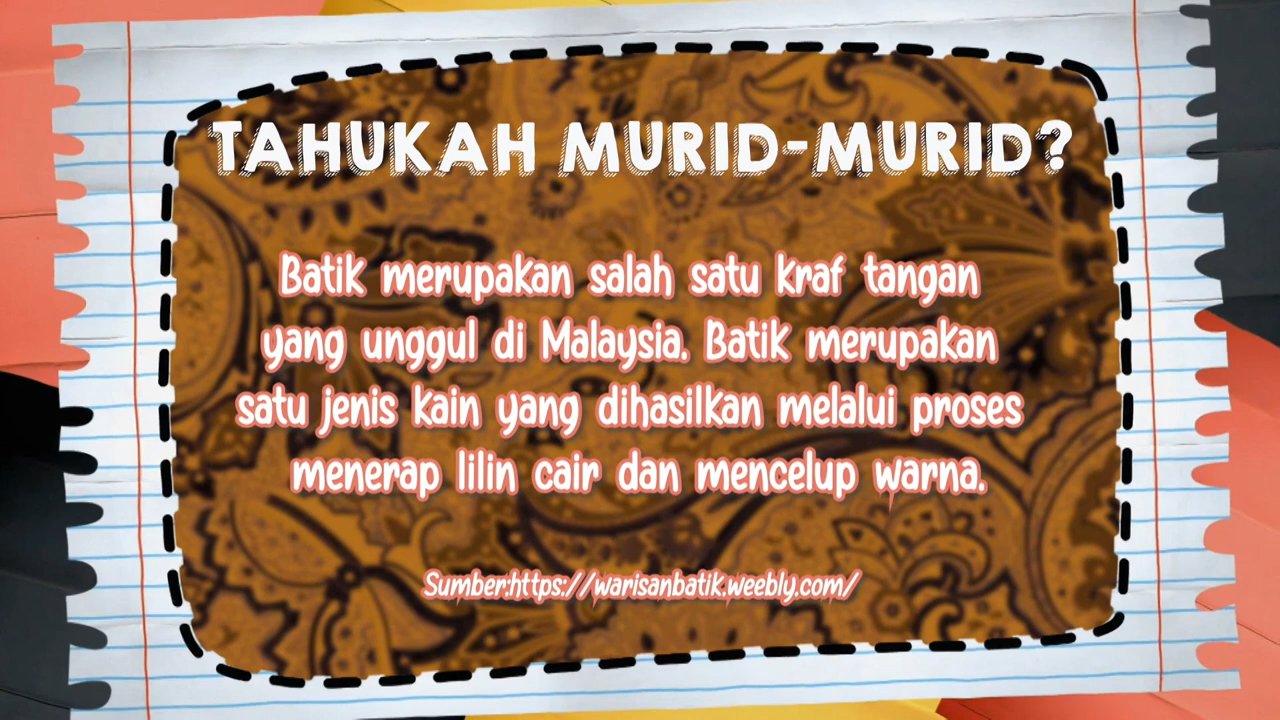 TAHUKAH MURID-MURID?
Batik merupakan salah satu kraf tangan
yang unggul di Malaysia. Batik merupakan
satu jenis kain yang dihasilkan melalui proses
menerap lilin cair dan mencelup warna.
Sumber:https://warisanbatik.weebly.com/